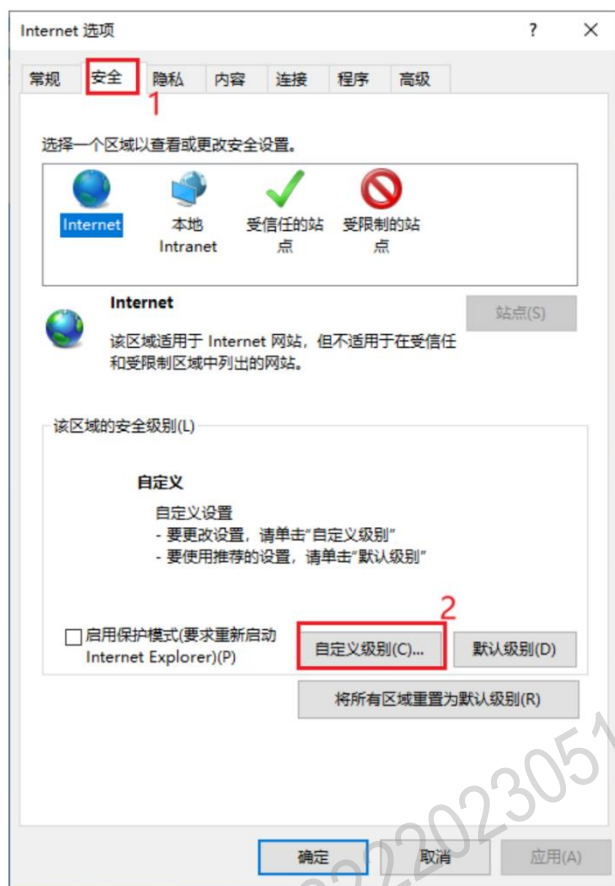 Internet 选项
?
×
常规 安全 隐私 内容 连接 程序 高级
1
选择一个区域以查看或更改安全设置。
Internet
本地
Intranet
受信任的站
点
受限制的站
点
Internet
站点(S)
该区域适用于 Internet 网站，但不适用于在受信任
和受限制区域中列出的网站。
该区域的安全级别(L)
自定义
自定义设置
- 要更改设置，请单击“自定义级别”
- 要使用推荐的设置，请单击“默认级别”
2
启用保护模式(要求重新启动
Internet Explorer)(P)
自定义级别(C)...
默认级别(D)
将所有区域重置为默认级别(R)
确定
取消
应用(A)